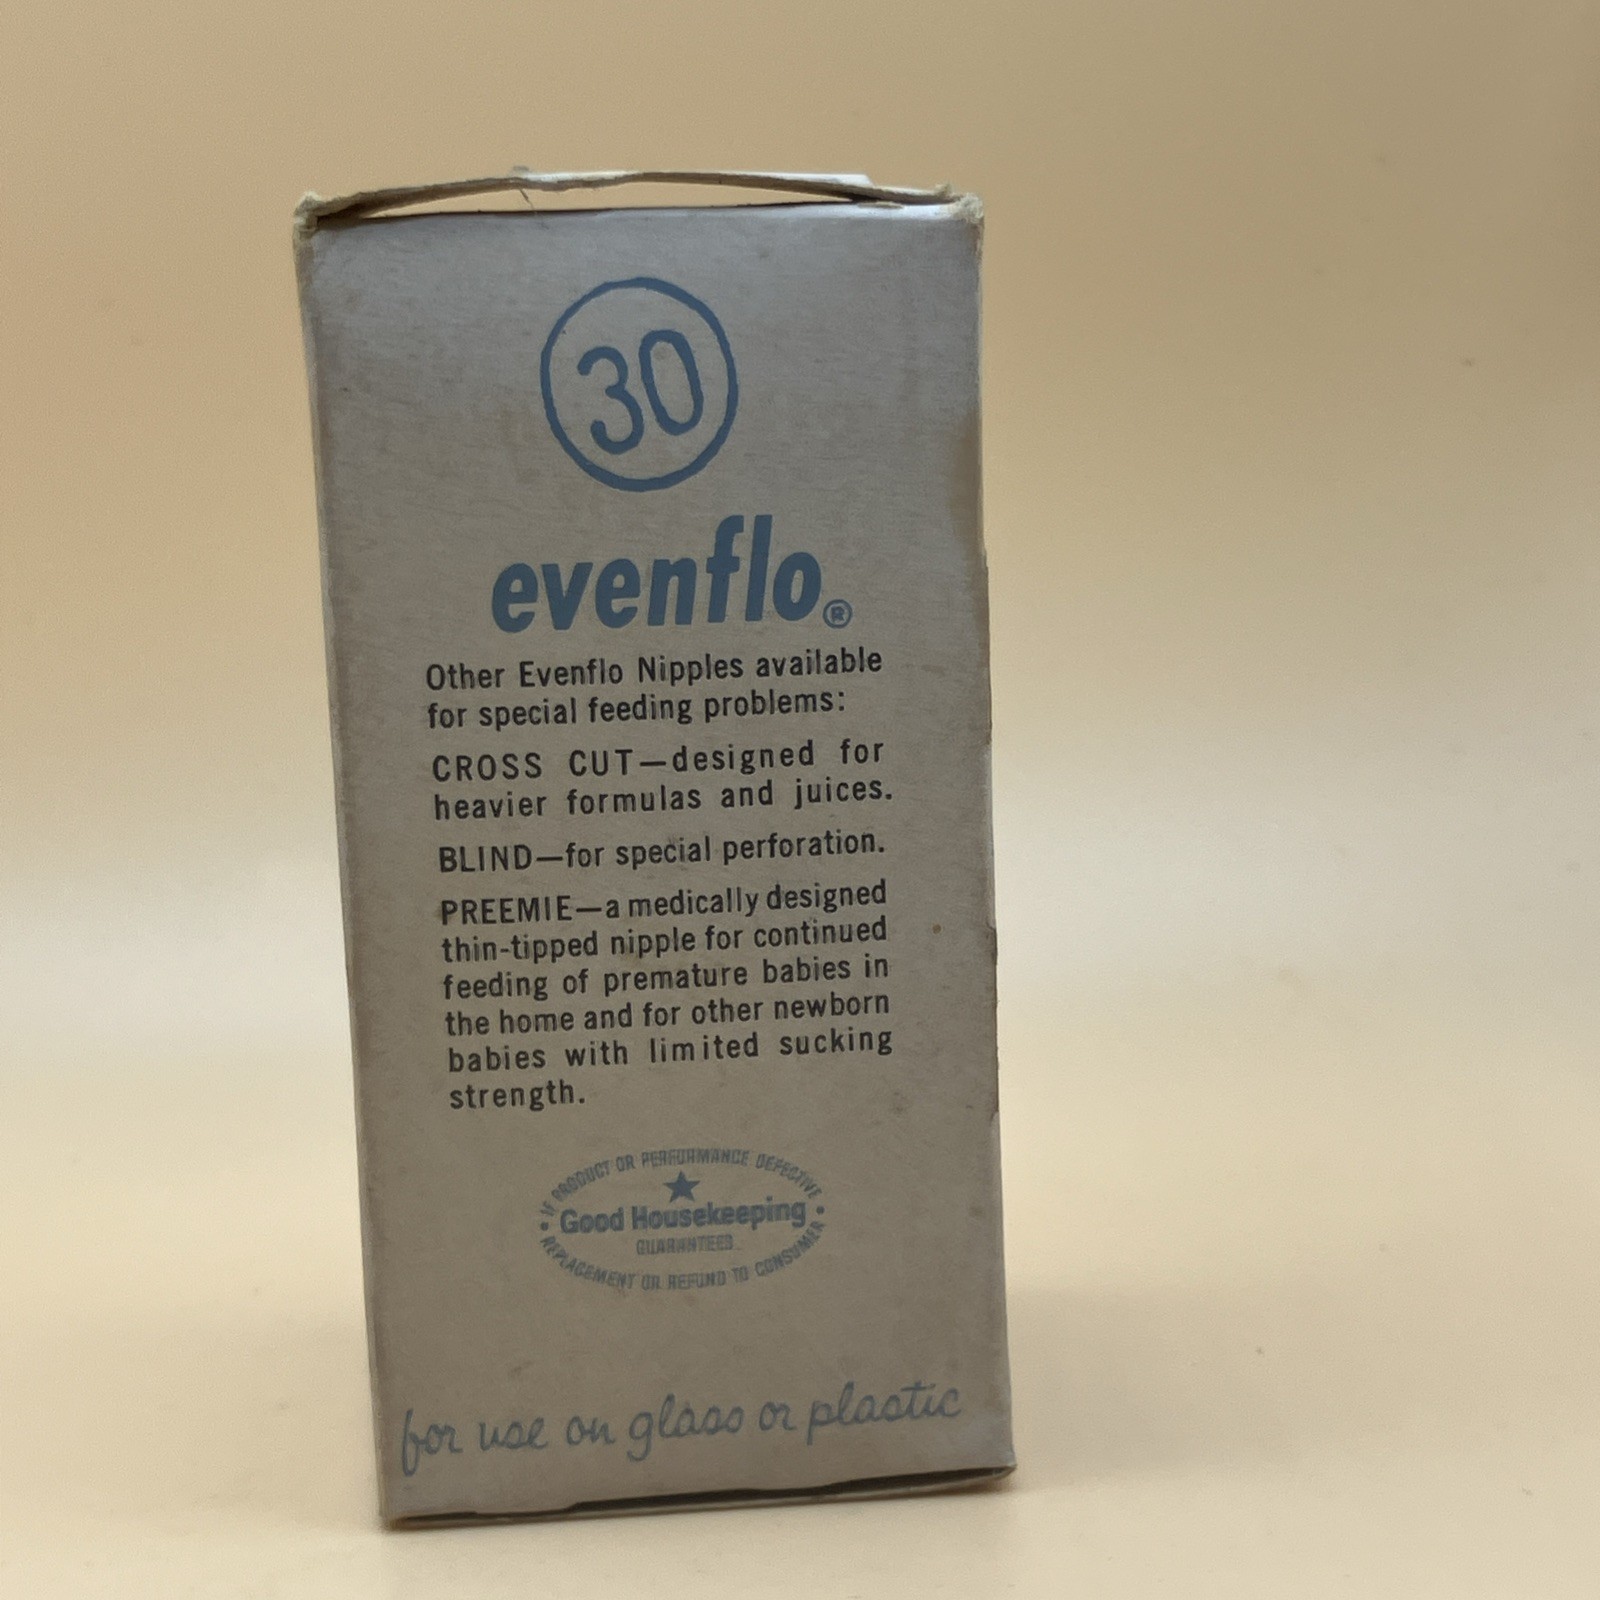 30
evenflo®
Other Evenflo Nipples available
for special feeding problems:
CROSS CUT—designed for
heavier formulas and juices.
BLIND—for special perforation.
PREEMIE—a medically designed
thin-tipped nipple for continued
feeding of premature babies in
the home and for other newborn
babies with limited sucking
strength.
• IF PRODUCT OR PERFORMANCE DEFECTIVE •
★
Good Housekeeping
GUARANTEES
REPLACEMENT OR REFUND TO CONSUMER
for use on glass or plastic